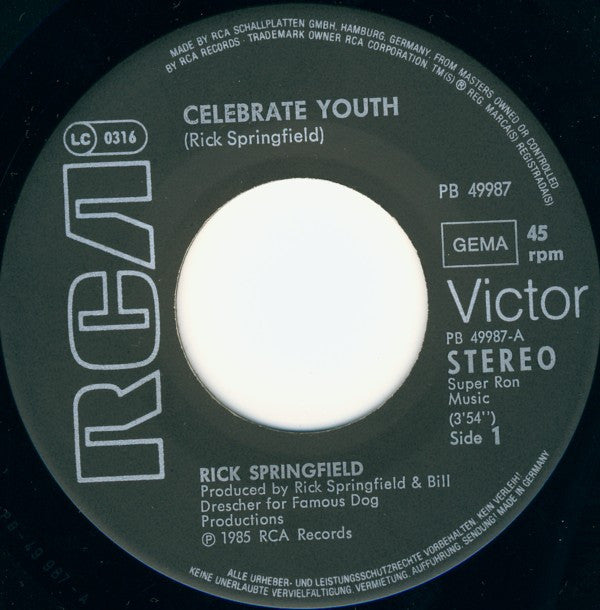 MADE BY RCA SCHALLPLATTEN GMBH, HAMBURG, GERMANY, FROM MASTERS OWNED OR CONTROLLED
BY RCA RECORDS · TRADEMARK OWNER RCA CORPORATION. TM(S) ® REG. MARCA(S) REGISTRADA(S)
CELEBRATE YOUTH
(Rick Springfield)
LC 0316
RCA
PB 49987
GEMA
45
rpm
Victor
PB 49987-A
STEREO
Super Ron
Music
(3'54'')
Side 1
RICK SPRINGFIELD
Produced by Rick Springfield & Bill
Drescher for Famous Dog
Productions
℗ 1985 RCA Records
ALLE URHEBER- UND LEISTUNGSSCHUTZRECHTE VORBEHALTEN. KEIN VERLEIH!
KEINE UNERLAUBTE VERVIELFÄLTIGUNG, VERMIETUNG, AUFFÜHRUNG, SENDUNG! MADE IN GERMANY
PB-49 987-A